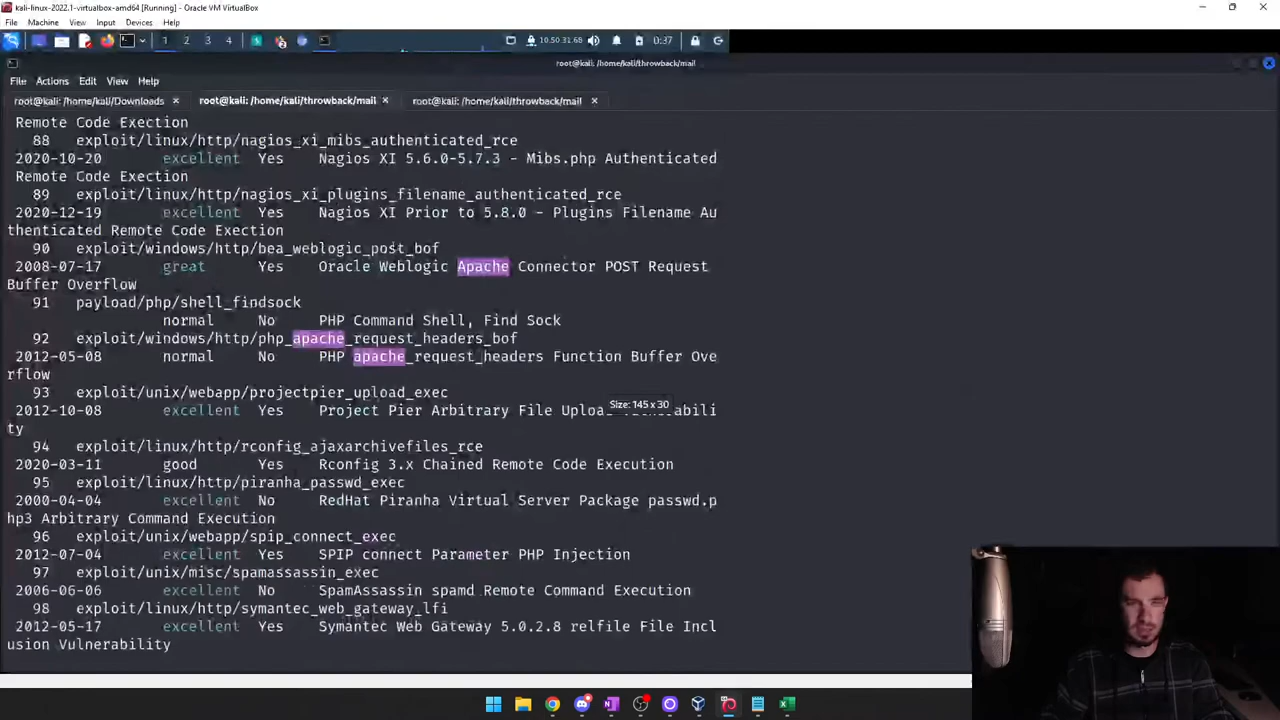 kali-linux-2022.1-virtualbox-amd64 [Running] - Oracle VM VirtualBox
File Machine View Input Devices Help
1 2 3 4 10.50.31.68 0:37
root@kali: /home/kali/throwback/mail
File Actions Edit View Help
root@kali: /home/kali/Downloads × root@kali: /home/kali/throwback/mail × root@kali: /home/kali/throwback/mail ×
Remote Code Exection
88 exploit/linux/http/nagios_xi_mibs_authenticated_rce
2020-10-20 excellent Yes Nagios XI 5.6.0-5.7.3 - Mibs.php Authenticated
Remote Code Exection
89 exploit/linux/http/nagios_xi_plugins_filename_authenticated_rce
2020-12-19 excellent Yes Nagios XI Prior to 5.8.0 - Plugins Filename Au
thenticated Remote Code Exection
90 exploit/windows/http/bea_weblogic_post_bof
2008-07-17 great Yes Oracle Weblogic Apache Connector POST Request
Buffer Overflow
91 payload/php/shell_findsock
normal No PHP Command Shell, Find Sock
92 exploit/windows/http/php_apache_request_headers_bof
2012-05-08 normal No PHP apache_request_headers Function Buffer Ove
rflow
93 exploit/unix/webapp/projectpier_upload_exec
2012-10-08 excellent Yes Project Pier Arbitrary File Upload
Size: 145 x 30
ty
94 exploit/linux/http/rconfig_ajaxarchivefiles_rce
2020-03-11 good Yes Rconfig 3.x Chained Remote Code Execution
95 exploit/linux/http/piranha_passwd_exec
2000-04-04 excellent No RedHat Piranha Virtual Server Package passwd.p
hp3 Arbitrary Command Execution
96 exploit/unix/webapp/spip_connect_exec
2012-07-04 excellent Yes SPIP connect Parameter PHP Injection
97 exploit/unix/misc/spamassassin_exec
2006-06-06 excellent No SpamAssassin spamd Remote Command Execution
98 exploit/linux/http/symantec_web_gateway_lfi
2012-05-17 excellent Yes Symantec Web Gateway 5.0.2.8 relfile File Incl
usion Vulnerability